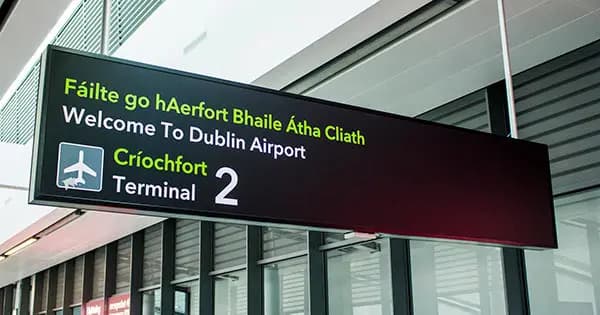 Fáilte go hAerfort Bhaile Átha Cliath
Welcome To Dublin Airport
Críochfort
Terminal 2